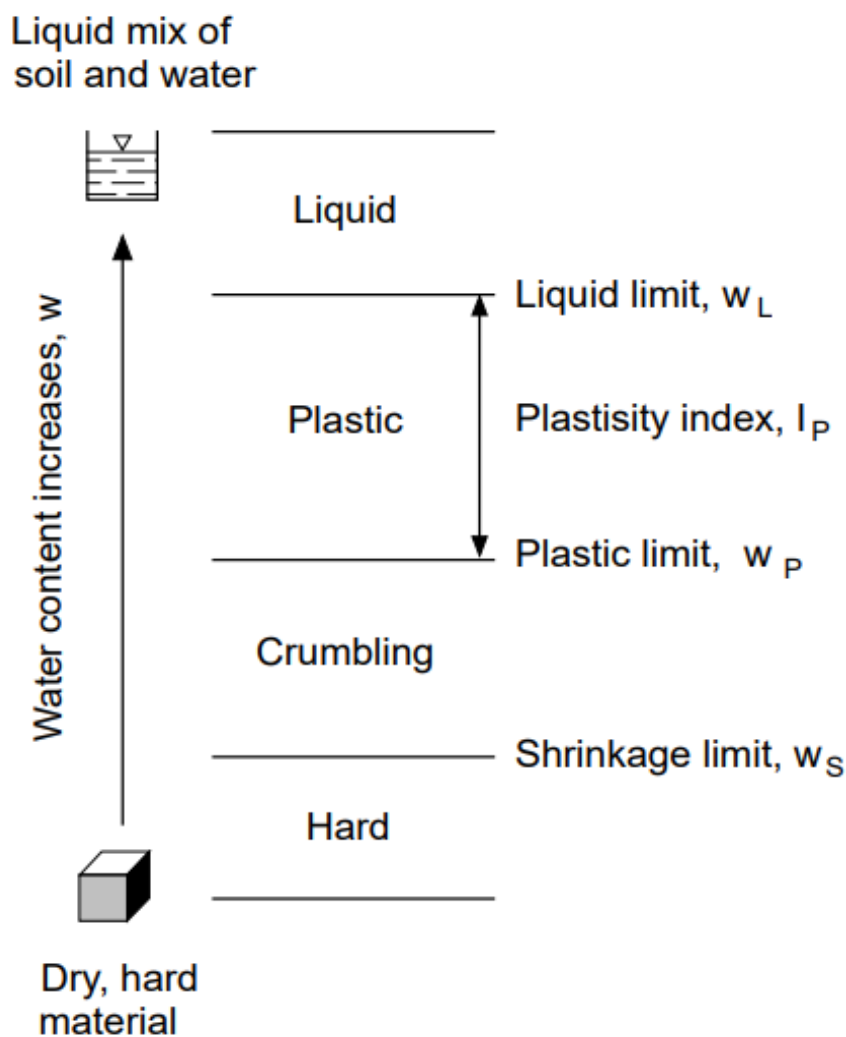 Liquid mix of
soil and water
Liquid
Liquid limit, w L
Plastic
Plastisity index, I P
Plastic limit, w P
Crumbling
Shrinkage limit, w S
Hard
Water content increases, w
Dry, hard
material